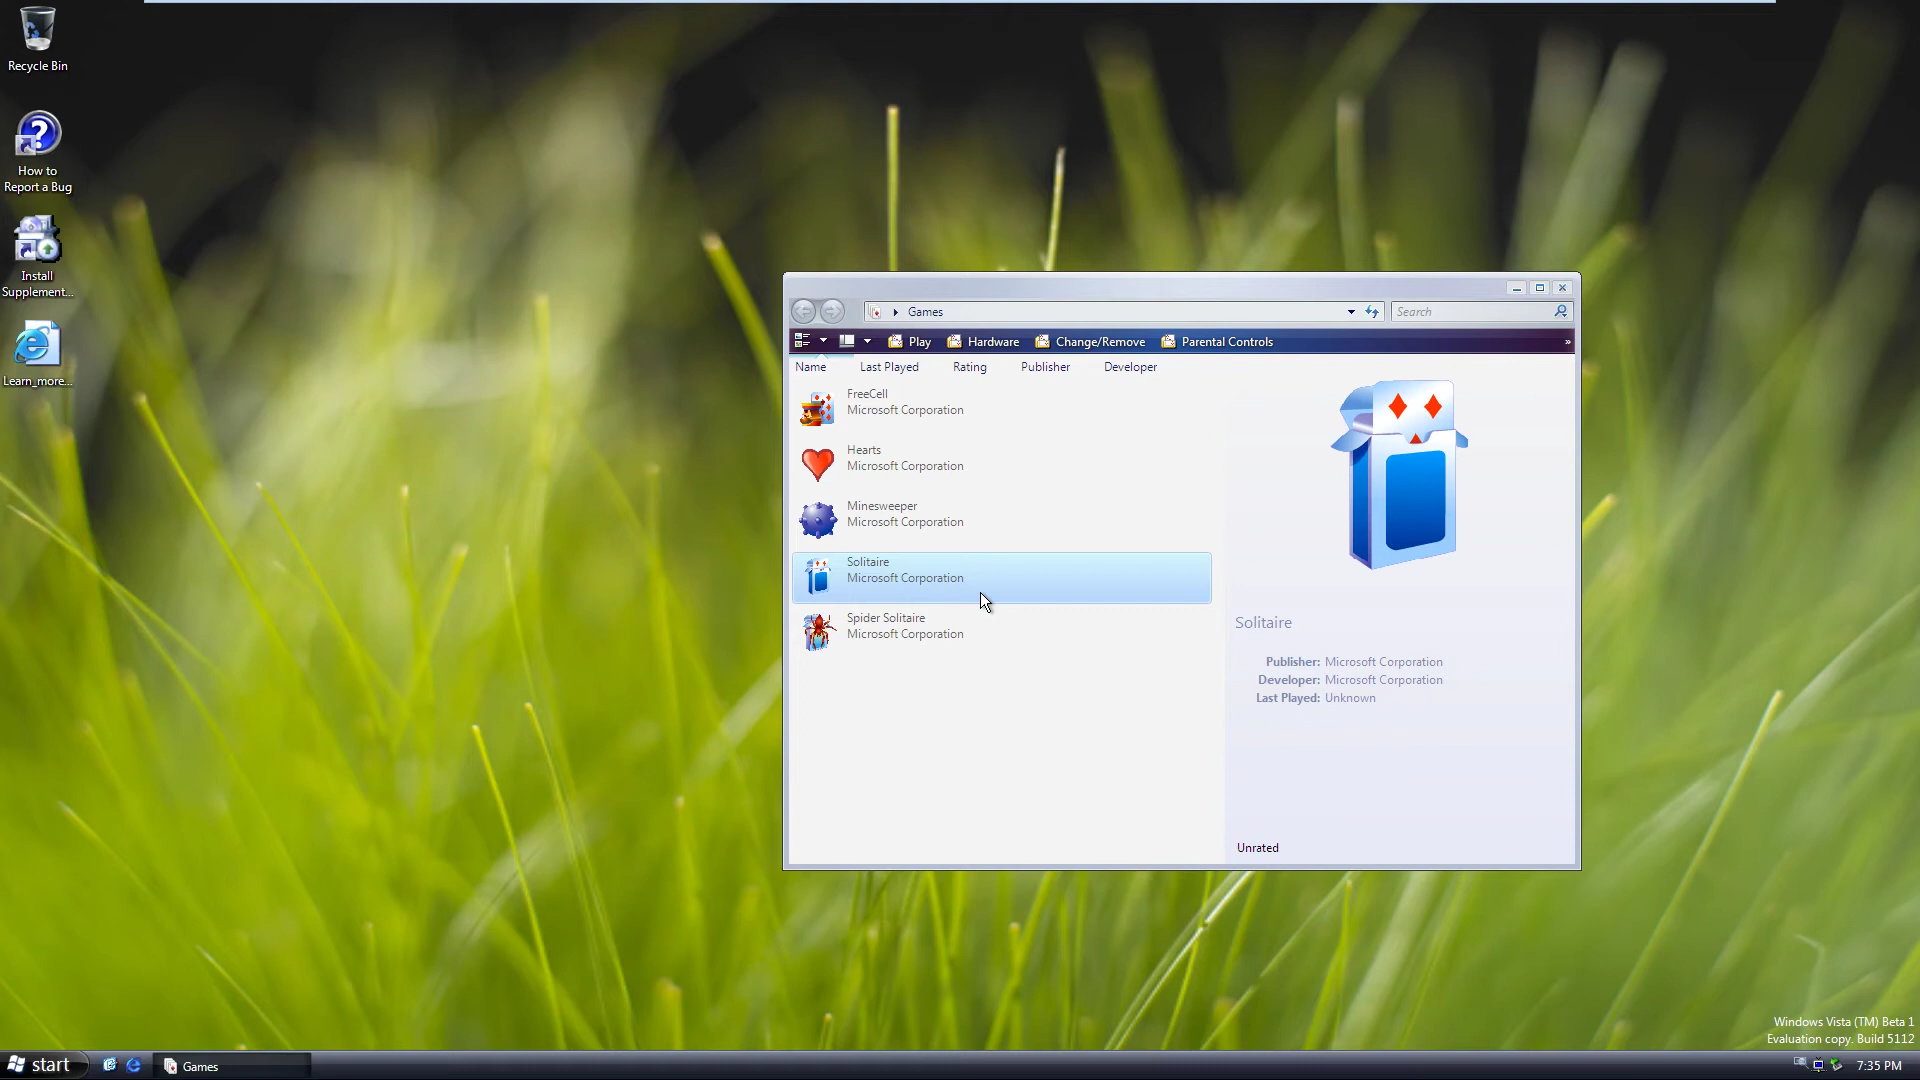 Recycle Bin
How to
Report a Bug
Install
Supplement...
Learn_more...
Games
Search
Play
Hardware
Change/Remove
Parental Controls
»
Name
Last Played
Rating
Publisher
Developer
FreeCell
Microsoft Corporation
Hearts
Microsoft Corporation
Minesweeper
Microsoft Corporation
Solitaire
Microsoft Corporation
Spider Solitaire
Microsoft Corporation
Solitaire
Publisher: Microsoft Corporation
Developer: Microsoft Corporation
Last Played: Unknown
Unrated
Windows Vista (TM) Beta 1
Evaluation copy. Build 5112
start
Games
7:35 PM